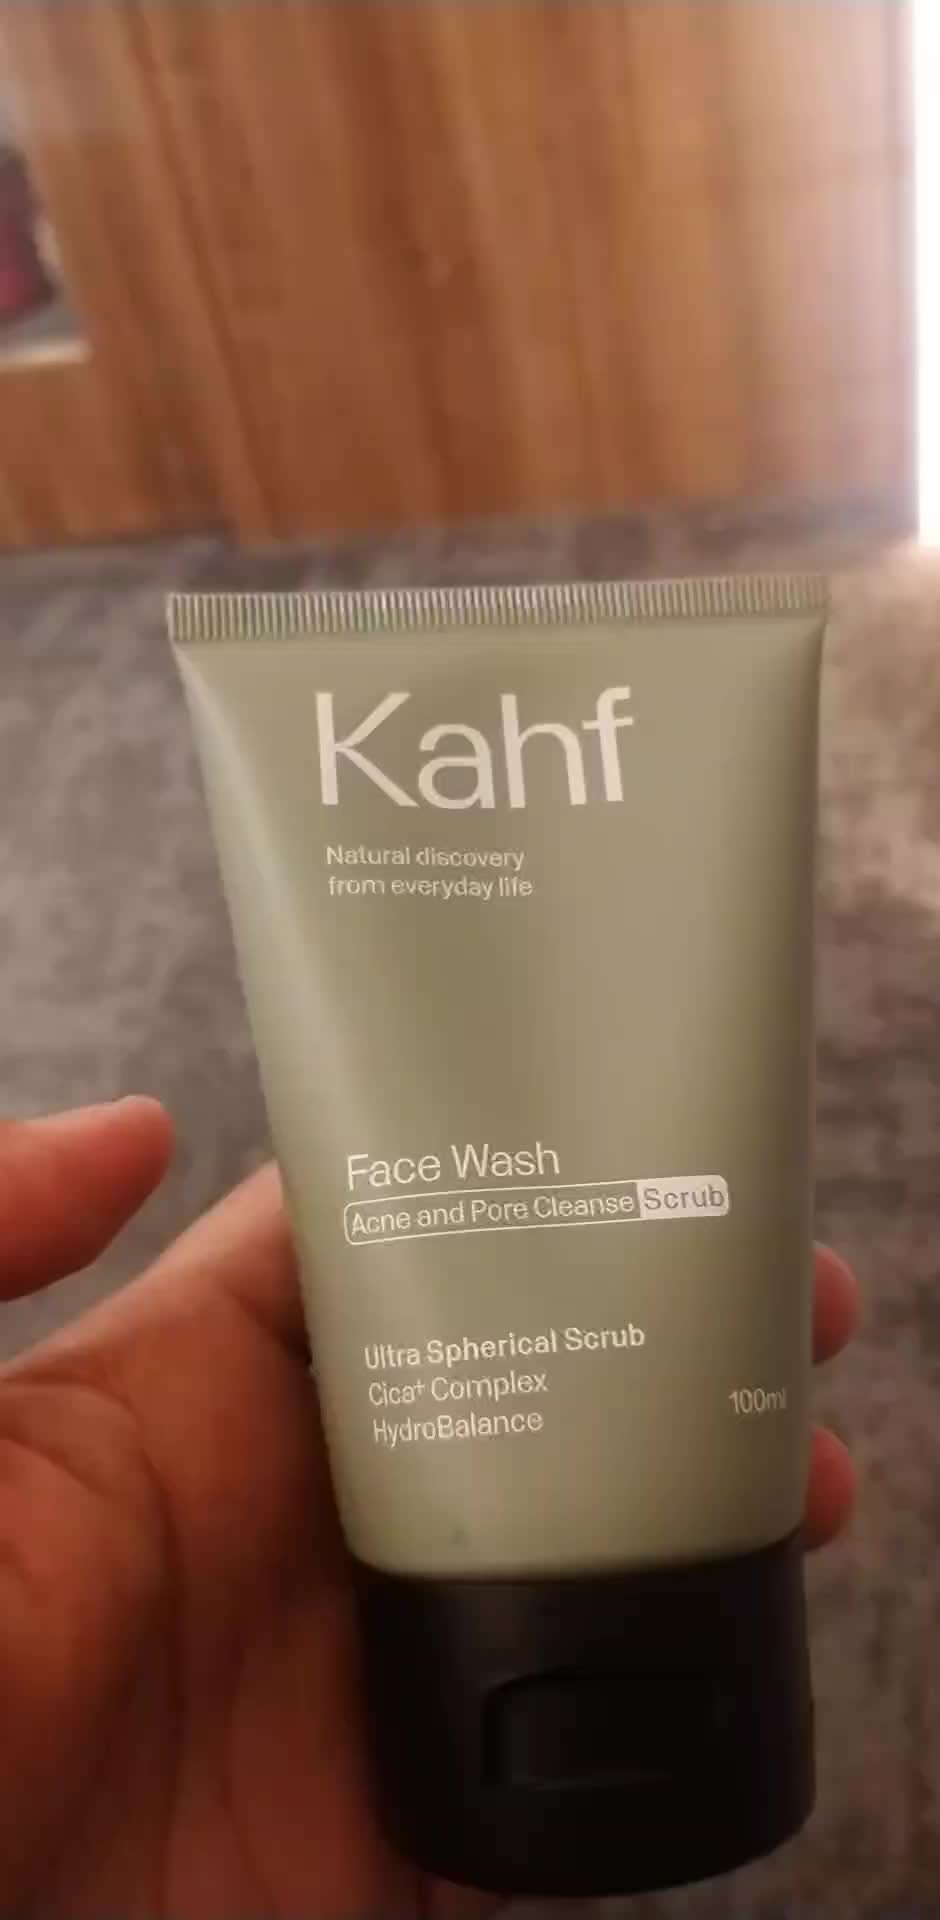 Kahf
Natural discovery
from everyday life
Face Wash
Acne and Pore Cleanse Scrub
Ultra Spherical Scrub
Cica+ Complex
HydroBalance
100ml